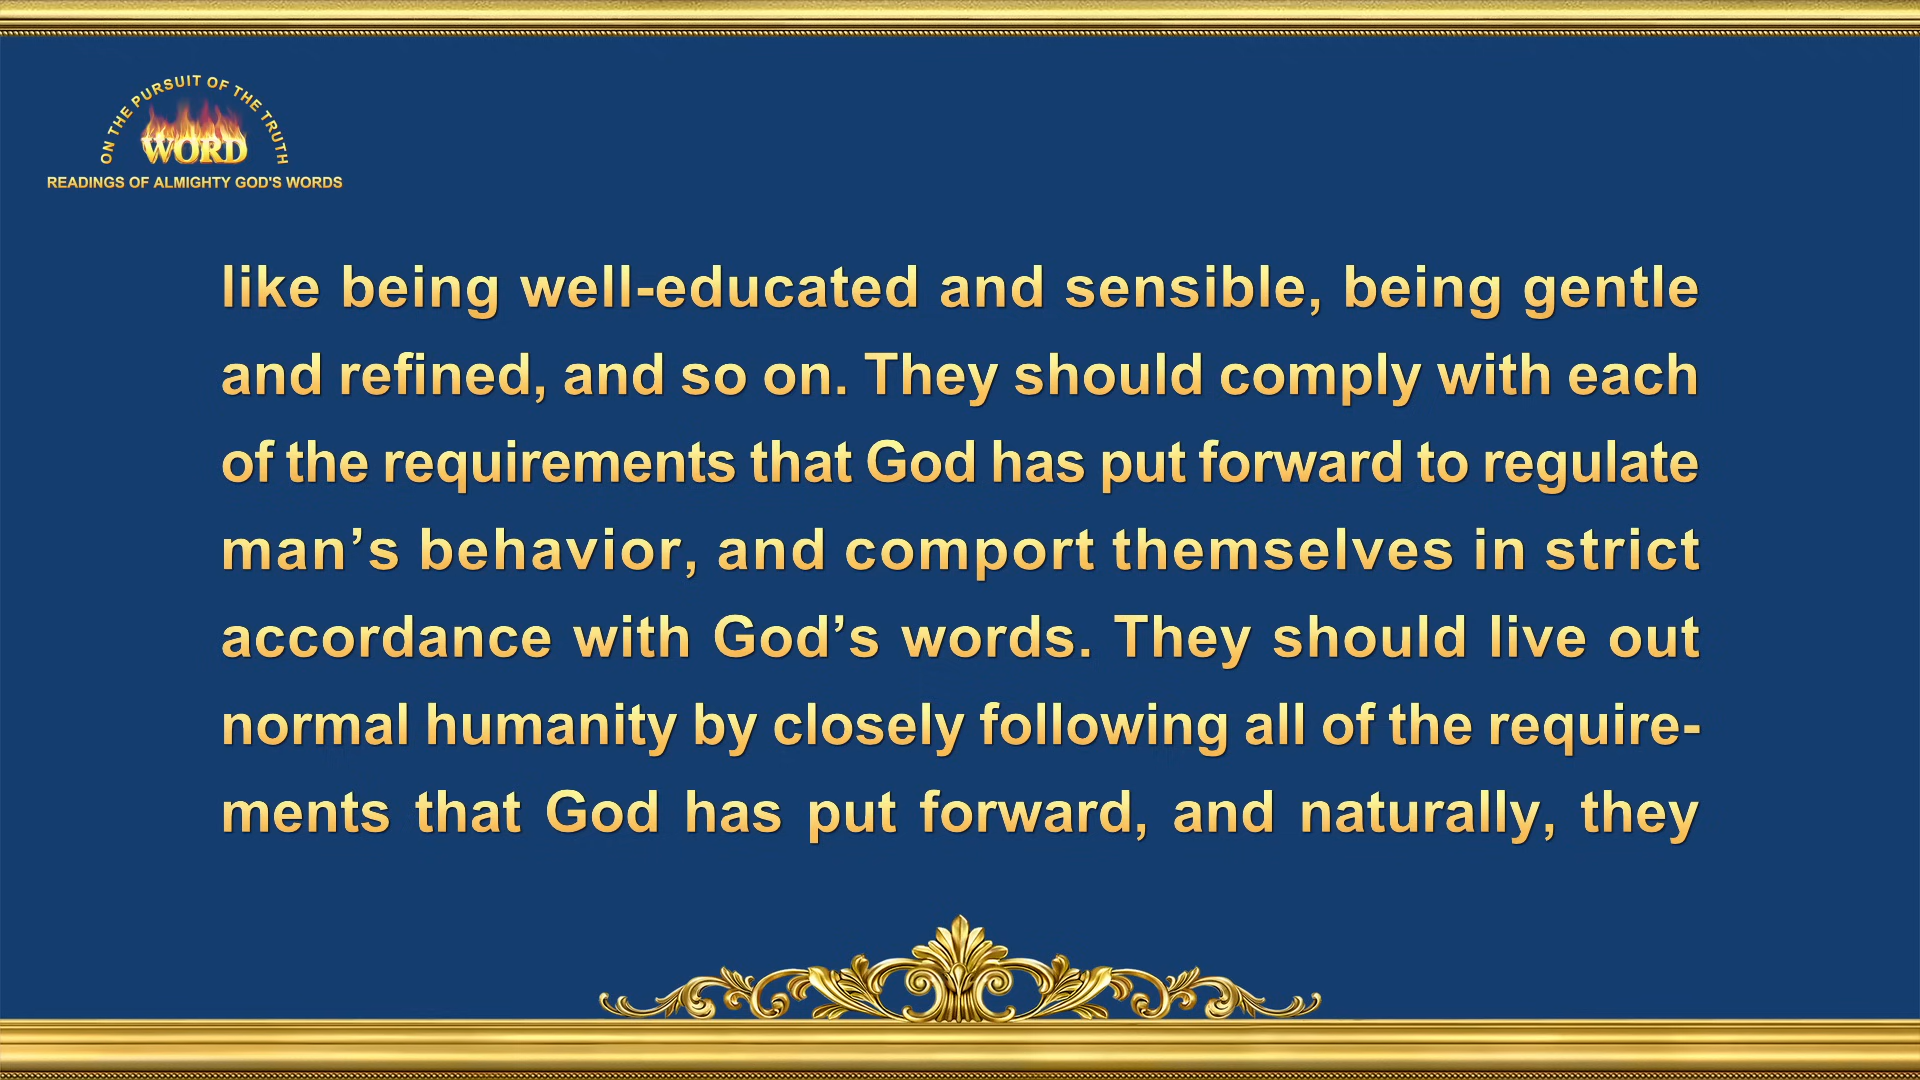 ON THE PURSUIT OF THE TRUTH
WORD
READINGS OF ALMIGHTY GOD'S WORDS
like being well-educated and sensible, being gentle
and refined, and so on. They should comply with each
of the requirements that God has put forward to regulate
man’s behavior, and comport themselves in strict
accordance with God’s words. They should live out
normal humanity by closely following all of the require-
ments that God has put forward, and naturally, they